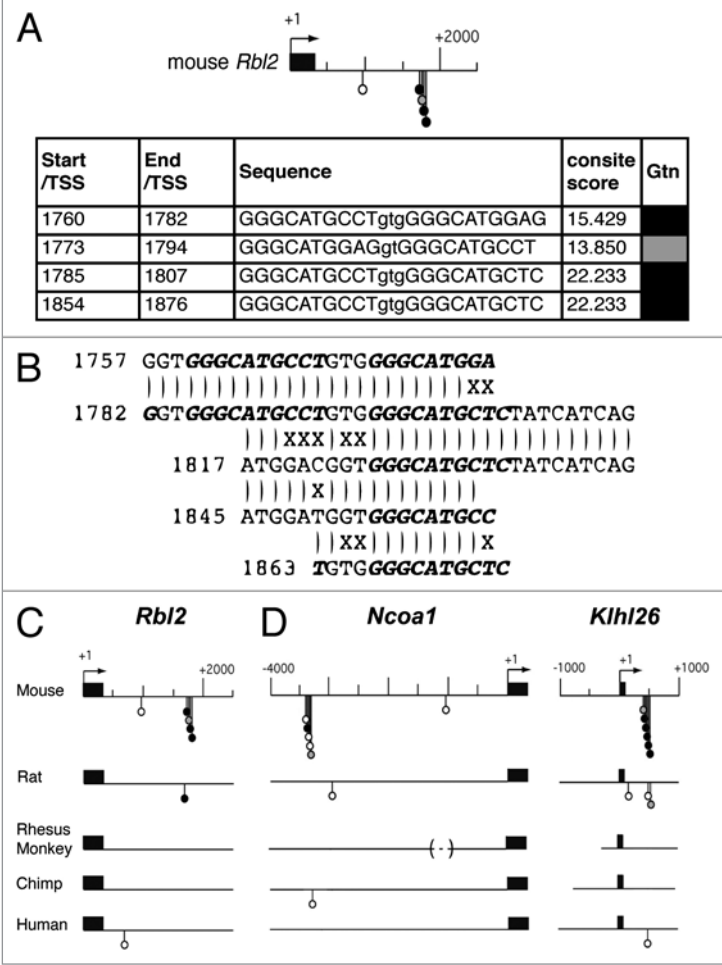 A
+1
+2000
mouse Rbl2
Start /TSS
End /TSS
Sequence
consite score
Gtn
1760 1782 GGGCATGCCTgtgGGGCATGGAG 15.429
1773 1794 GGGCATGGAGgtGGGCATGCCT 13.850
1785 1807 GGGCATGCCTgtgGGGCATGCTC 22.233
1854 1876 GGGCATGCCTgtgGGGCATGCTC 22.233
B
1757 GGTGGGCATGCCTGTGGGGCATGGA
))))))))))))))))))))))))XX
1782 GGTGGGCATGCCTGTGGGGCATGCTCTATCATCAG
)))XXX)XX))))))))))))))))))))
1817 ATGGACGGTGGGCATGCTCTATCATCAG
))))))X)))))))))))))
1845 ATGGATGGTGGGCATGCC
))XX))))))))X
1863 TGTGGGGCATGCTC
C
Rbl2
D
Ncoa1
Klhl26
+1
+2000
-4000
+1
-1000
+1
+1000
Mouse
Rat
Rhesus
Monkey
( - )
Chimp
Human